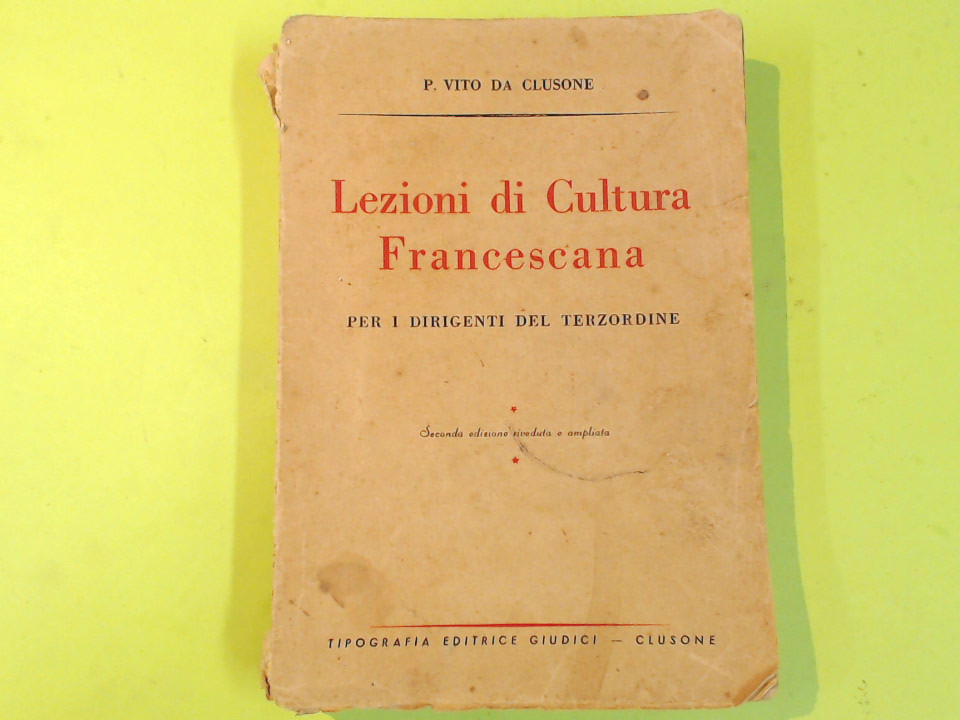 P. VITO DA CLUSONE
Lezioni di Cultura
Francescana
PER I DIRIGENTI DEL TERZORDINE
Seconda edizione riveduta e ampliata
TIPOGRAFIA EDITRICE GIUDICI — CLUSONE